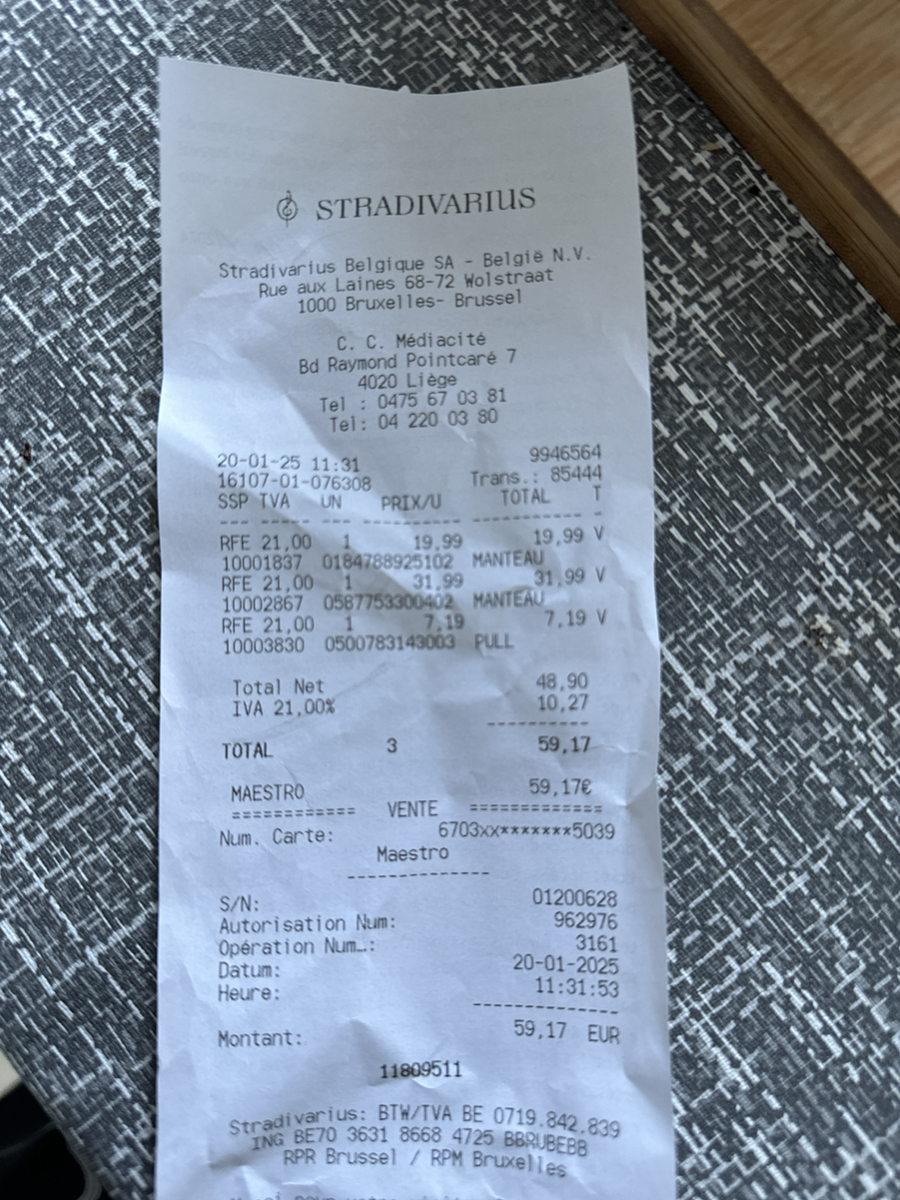 STRADIVARIUS
Stradivarius Belgique SA - België N.V.
Rue aux Laines 68-72 Wolstraat
1000 Bruxelles- Brussel
C. C. Médiacité
Bd Raymond Pointcaré 7
4020 Liège
Tel : 0475 67 03 81
Tel: 04 220 03 80
20-01-25 11:31 9946564
16107-01-076308 Trans.: 85444
SSP TVA UN PRIX/U TOTAL T
--- ----- --- --------- ------------ -
RFE 21,00 1 19,99 19,99 V
10001837 0184788925102 MANTEAU
RFE 21,00 1 31,99 31,99 V
10002867 0587753300402 MANTEAU
RFE 21,00 1 7,19 7,19 V
10003830 0500783143003 PULL
Total Net 48,90
IVA 21,00% 10,27
----------
TOTAL 3 59,17
MAESTRO 59,17€
============ VENTE =============
Num. Carte: 6703xx*******5039
Maestro
--------------
S/N: 01200628
Autorisation Num: 962976
Opération Num.: 3161
Datum: 20-01-2025
Heure: 11:31:53
--------------
Montant: 59,17 EUR
11809511
Stradivarius: BTW/TVA BE 0719.842.839
ING BE70 3631 8668 4725 BBRUBEBB
RPR Brussel / RPM Bruxelles